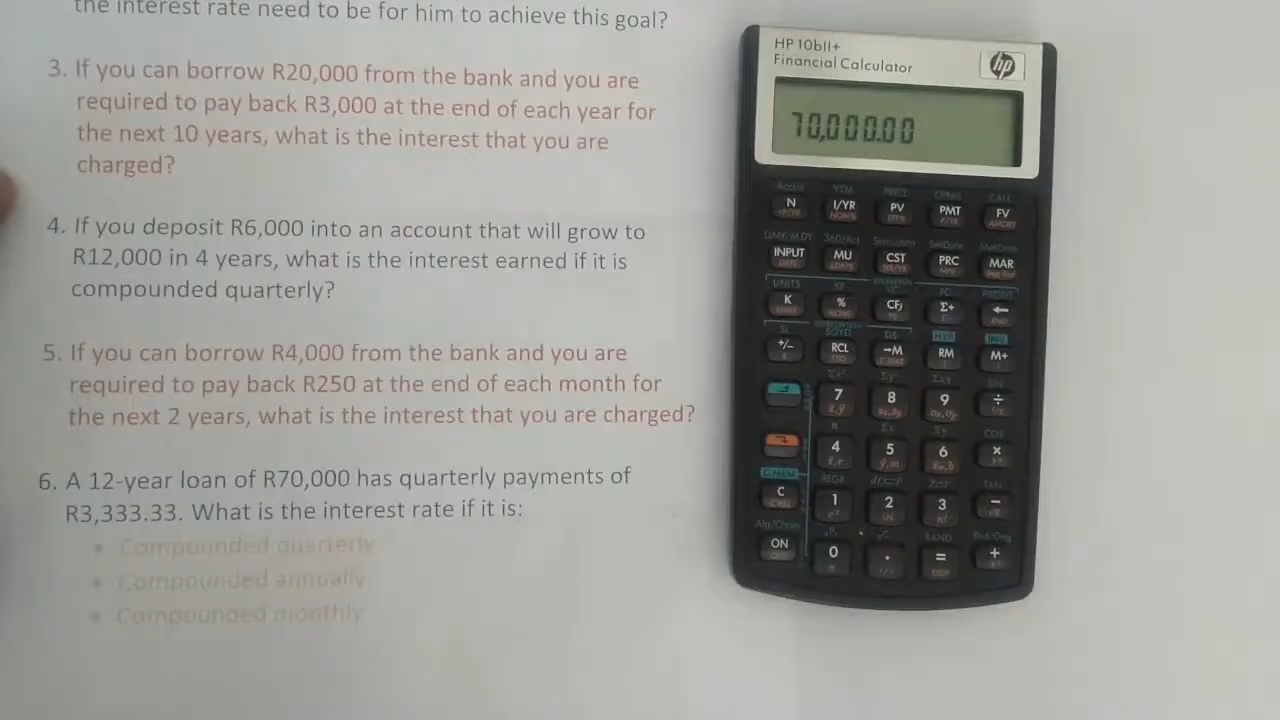 the interest rate need to be for him to achieve this goal?
3. If you can borrow R20,000 from the bank and you are
required to pay back R3,000 at the end of each year for
the next 10 years, what is the interest that you are
charged?
4. If you deposit R6,000 into an account that will grow to
R12,000 in 4 years, what is the interest earned if it is
compounded quarterly?
5. If you can borrow R4,000 from the bank and you are
required to pay back R250 at the end of each month for
the next 2 years, what is the interest that you are charged?
6. A 12-year loan of R70,000 has quarterly payments of
R3,333.33. What is the interest rate if it is:
• Compounded quarterly
• Compounded annually
• Compounded monthly
HP 10bII+
Financial Calculator
hp
70,000.00
N I/YR PV PMT FV
INPUT MU CST PRC MAR
UNITS
K % CFj Σ+ ←
+/- RCL →M RM M+
7 8 9 ÷
4 5 6 x
C.MEM
C 1 2 3 −
Alg/Chain
ON 0 . = +